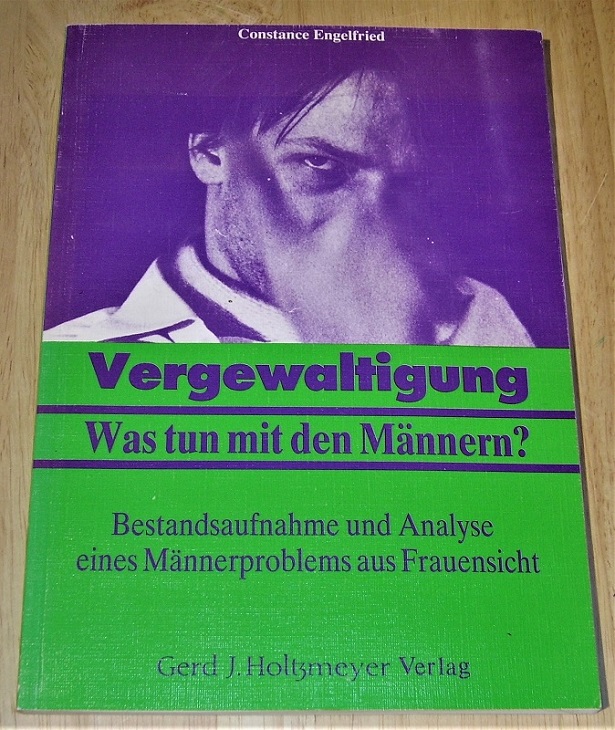 Constance Engelfried
Vergewaltigung
Was tun mit den Männern?
Bestandsaufnahme und Analyse
eines Männerproblems aus Frauensicht
Gerd J. Holtzmeyer Verlag